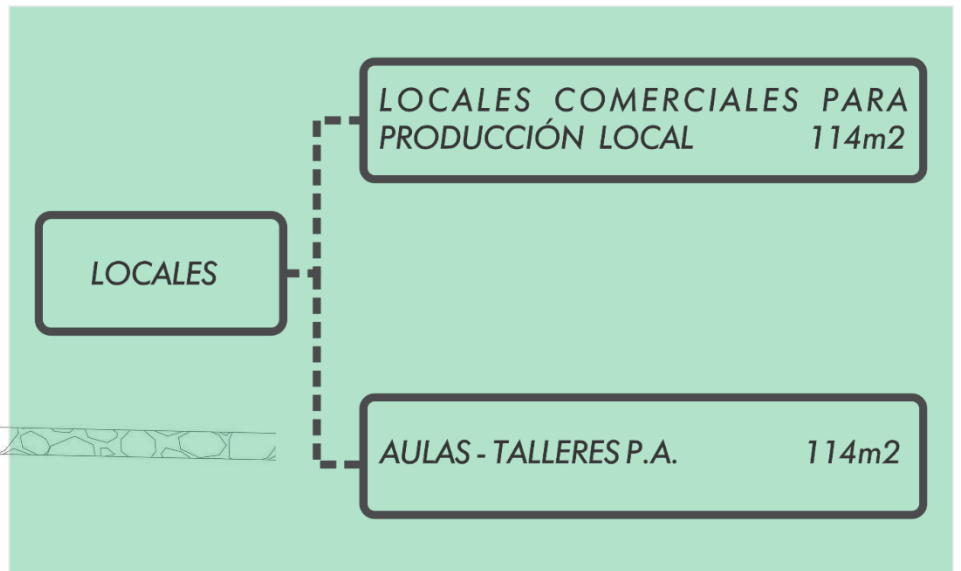 LOCALES COMERCIALES PARA
PRODUCCIÓN LOCAL 114m2
LOCALES
AULAS - TALLERES P.A. 114m2